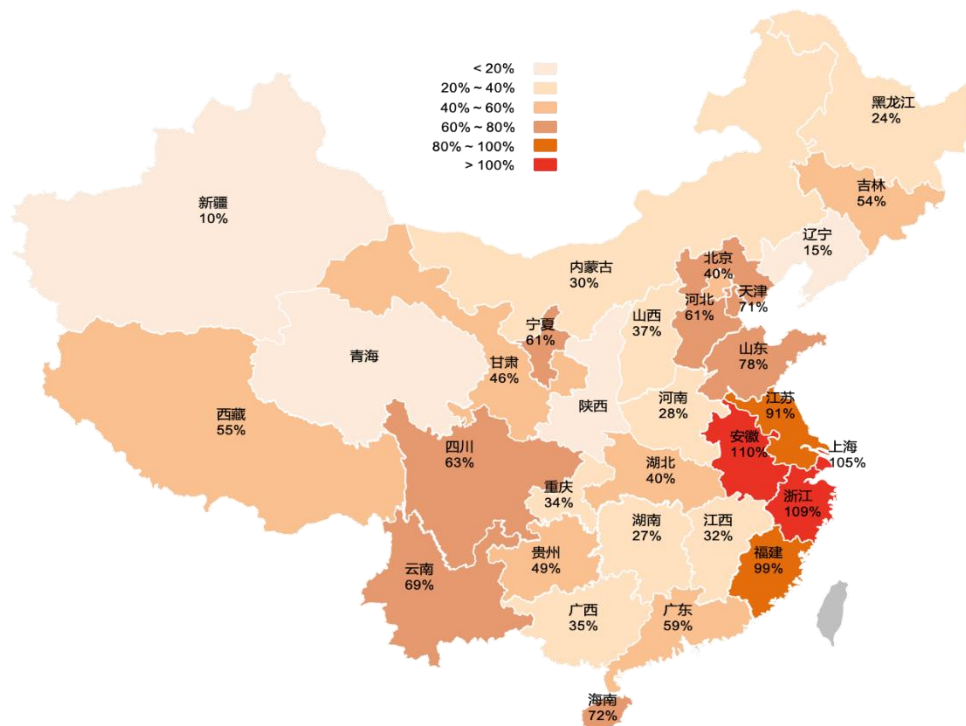 < 20%
20% ~ 40%
40% ~ 60%
60% ~ 80%
80% ~ 100%
> 100%
黑龙江
24%
吉林
54%
新疆
10%
辽宁
15%
北京
40%
内蒙古
30%
天津
71%
河北
61%
山西
37%
宁夏
61%
山东
78%
青海
甘肃
46%
河南
28%
江苏
91%
陕西
西藏
55%
四川
63%
安徽
110%
上海
105%
湖北
40%
重庆
34%
浙江
109%
湖南
27%
江西
32%
贵州
49%
福建
99%
云南
69%
广西
35%
广东
59%
海南
72%